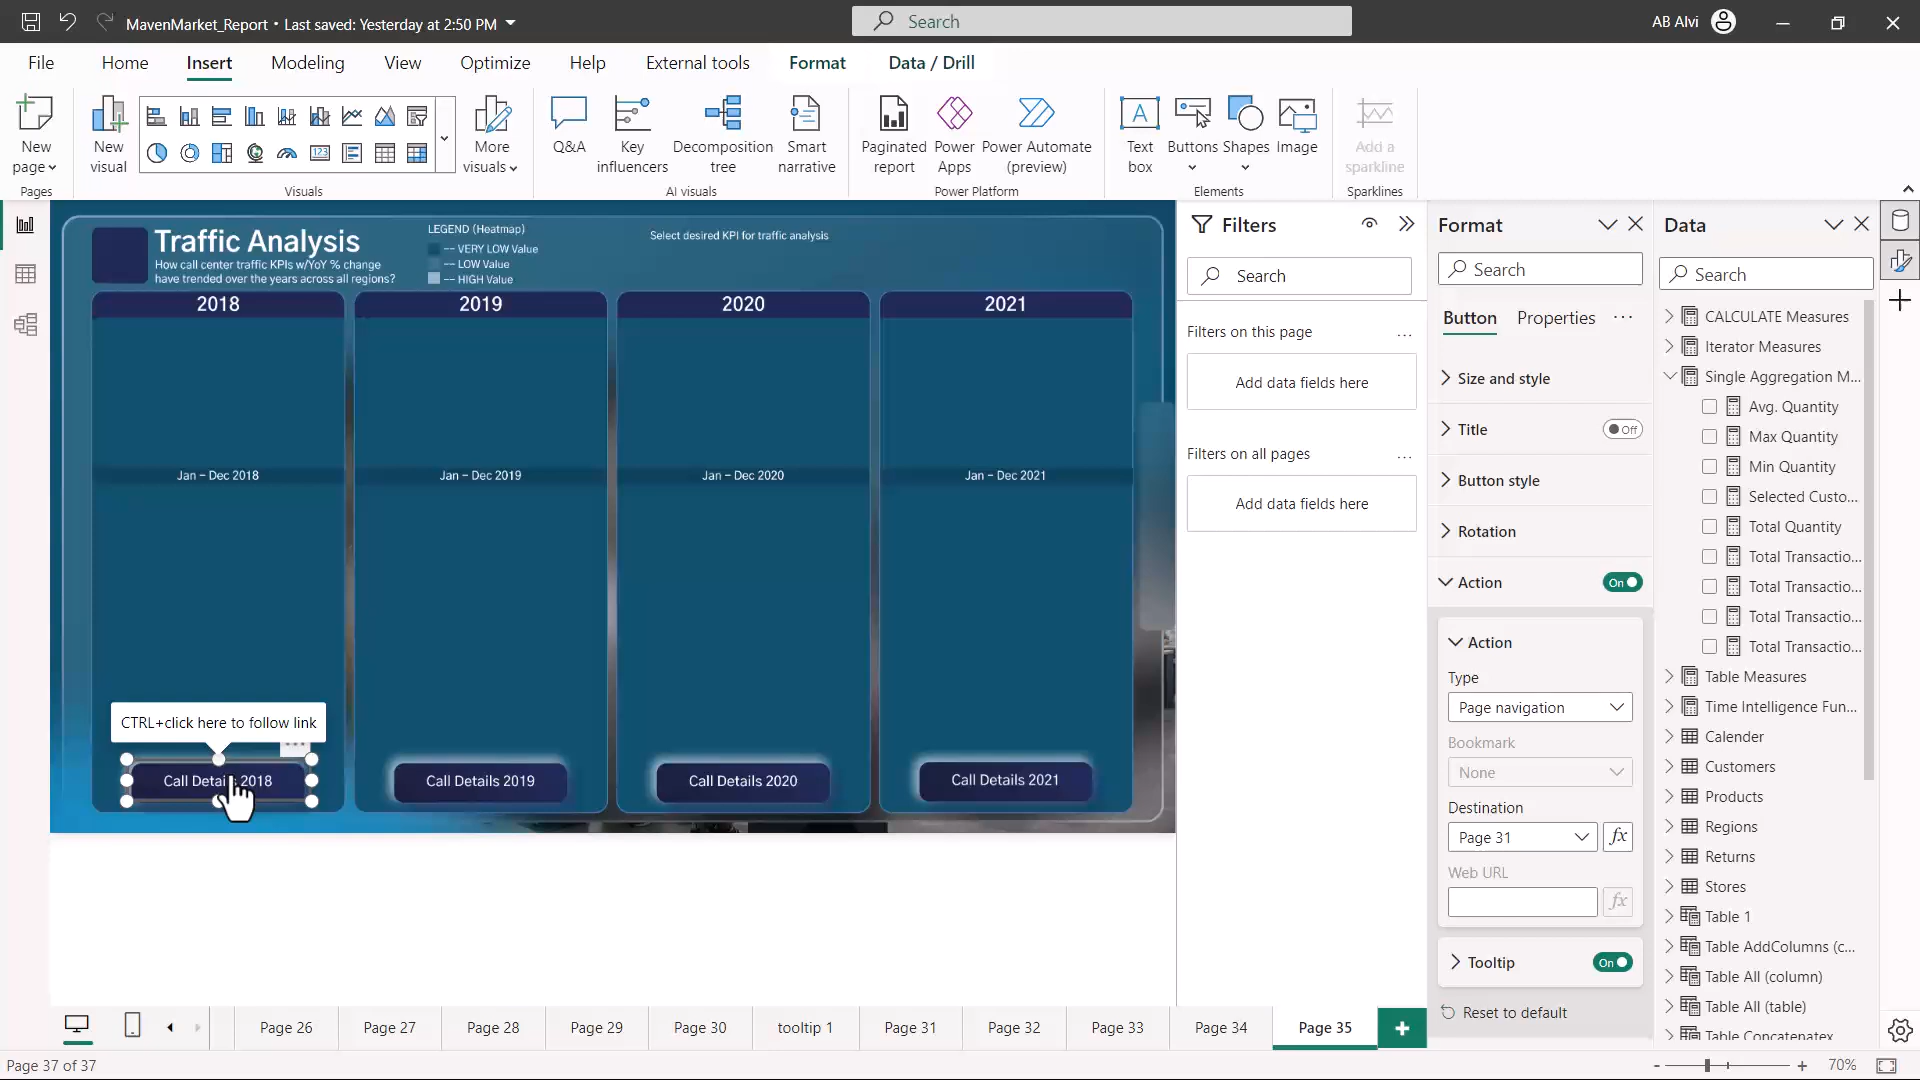 MavenMarket_Report • Last saved: Yesterday at 2:50 PM
Search
AB Alvi
File
Home
Insert
Modeling
View
Optimize
Help
External tools
Format
Data / Drill
New page
New visual
More visuals
Q&A
Key influencers
Decomposition tree
Smart narrative
Paginated report
Power Apps
Power Automate (preview)
Text box
Buttons
Shapes
Image
Add a sparkline
Pages
Visuals
AI visuals
Power Platform
Elements
Sparklines
Traffic Analysis
How call center traffic KPIs w/YoY % change
have trended over the years across all regions?
LEGEND (Heatmap)
-- VERY LOW Value
-- LOW Value
-- HIGH Value
Select desired KPI for traffic analysis
2018
2019
2020
2021
Jan – Dec 2018
Jan – Dec 2019
Jan – Dec 2020
Jan – Dec 2021
CTRL+click here to follow link
Call Details 2018
Call Details 2019
Call Details 2020
Call Details 2021
Filters
Search
Filters on this page
Add data fields here
Filters on all pages
Add data fields here
Format
Search
Button
Properties
Size and style
Title
Off
Button style
Rotation
Action
On
Action
Type
Page navigation
Bookmark
None
Destination
Page 31
fx
Web URL
fx
Tooltip
On
Reset to default
Data
Search
CALCULATE Measures
Iterator Measures
Single Aggregation M...
Avg. Quantity
Max Quantity
Min Quantity
Selected Custo...
Total Quantity
Total Transactio...
Total Transactio...
Total Transactio...
Total Transactio...
Table Measures
Time Intelligence Fun...
Calender
Customers
Products
Regions
Returns
Stores
Table 1
Table AddColumns (c...
Table All (column)
Table All (table)
Table Concatenatex
Page 26
Page 27
Page 28
Page 29
Page 30
tooltip 1
Page 31
Page 32
Page 33
Page 34
Page 35
Page 37 of 37
70%